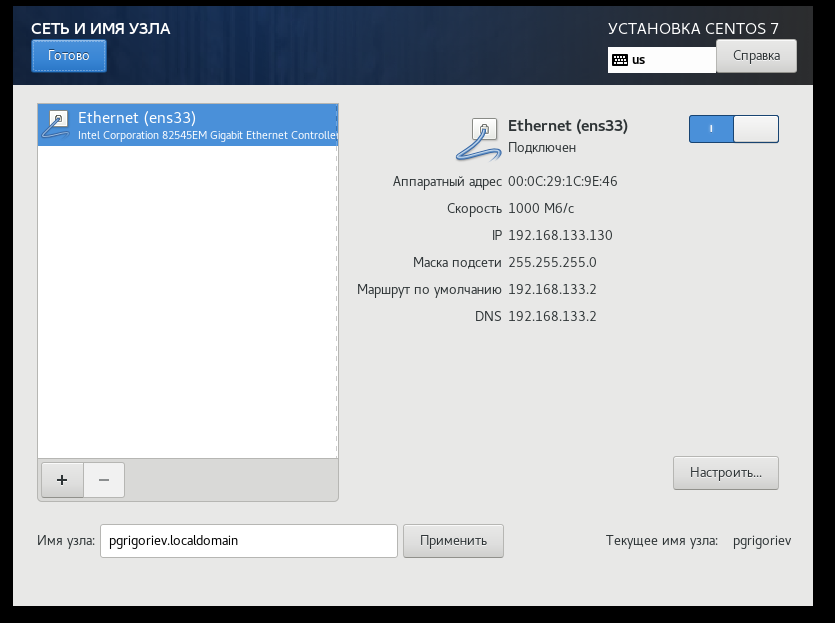 СЕТЬ И ИМЯ УЗЛА
УСТАНОВКА CENTOS 7
Готово
us
Справка
Ethernet (ens33)
Intel Corporation 82545EM Gigabit Ethernet Controlle
Ethernet (ens33)
Подключен
Аппаратный адрес 00:0C:29:1C:9E:46
Скорость 1000 Мб/с
IP 192.168.133.130
Маска подсети 255.255.255.0
Маршрут по умолчанию 192.168.133.2
DNS 192.168.133.2
+ −
Настроить...
Имя узла: pgrigoriev.localdomain Применить Текущее имя узла: pgrigoriev